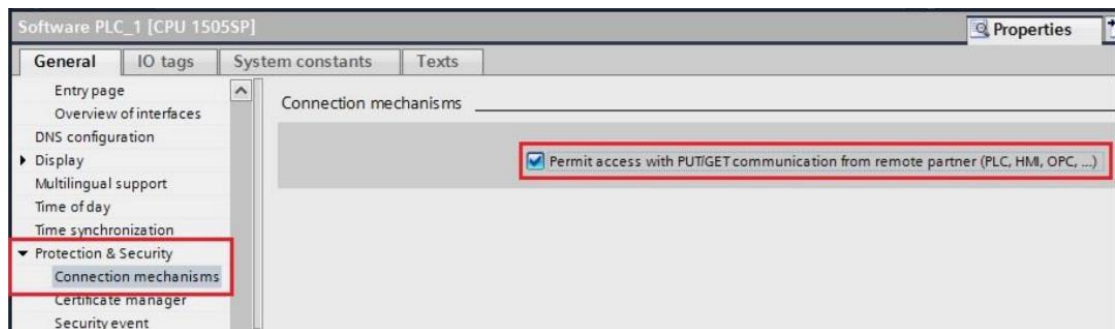 Software PLC_1 [CPU 1505SP]
Properties
General IO tags System constants Texts
Entry page
Overview of interfaces
DNS configuration
Display
Multilingual support
Time of day
Time synchronization
Protection & Security
Connection mechanisms
Certificate manager
Security event
Connection mechanisms
Permit access with PUT/GET communication from remote partner (PLC, HMI, OPC, ...)